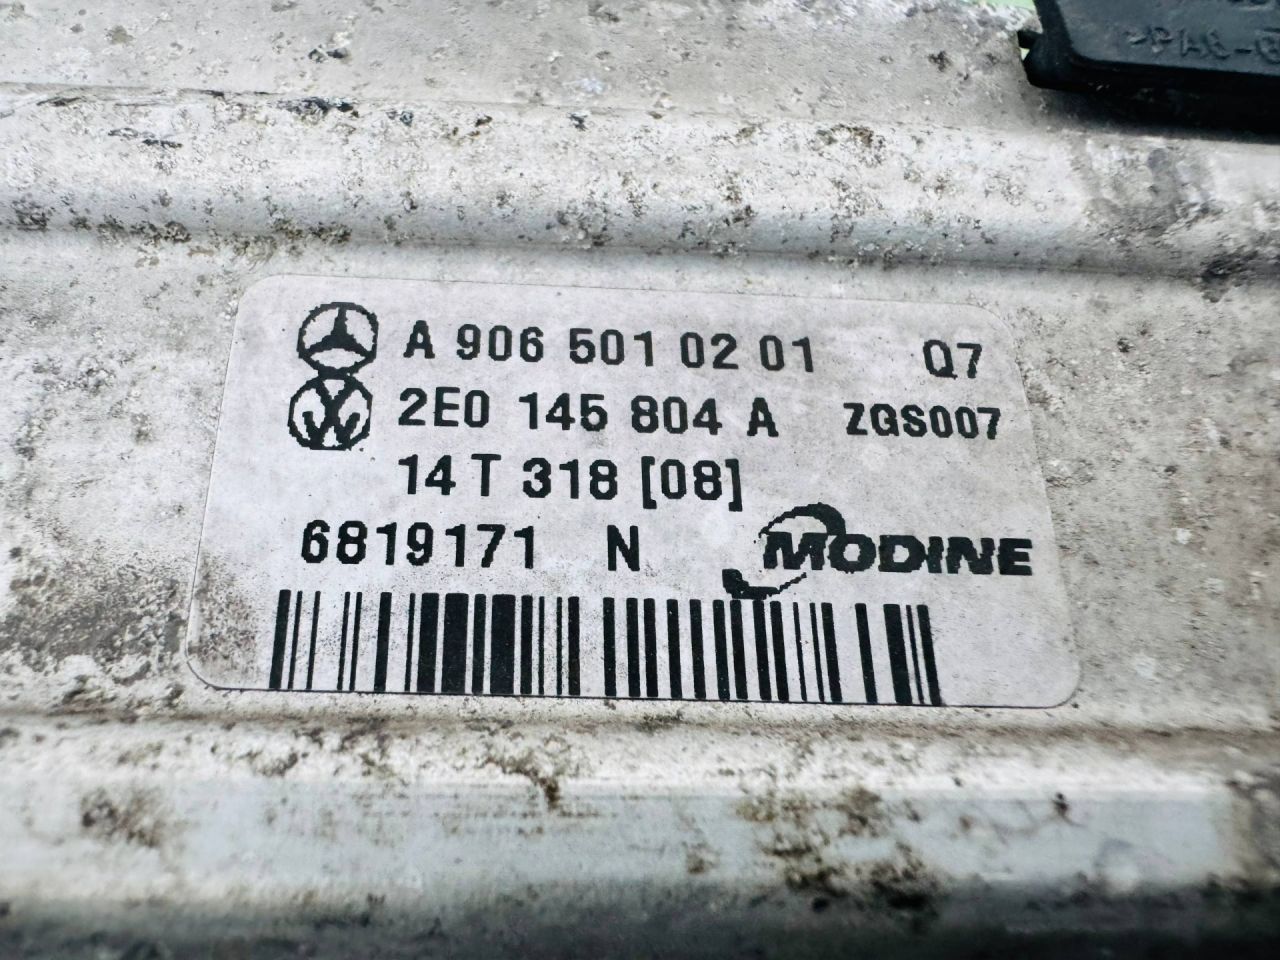 A 906 501 02 01 Q7
2E0 145 804 A ZGS007
14 T 318 [08]
6819171 N MODINE